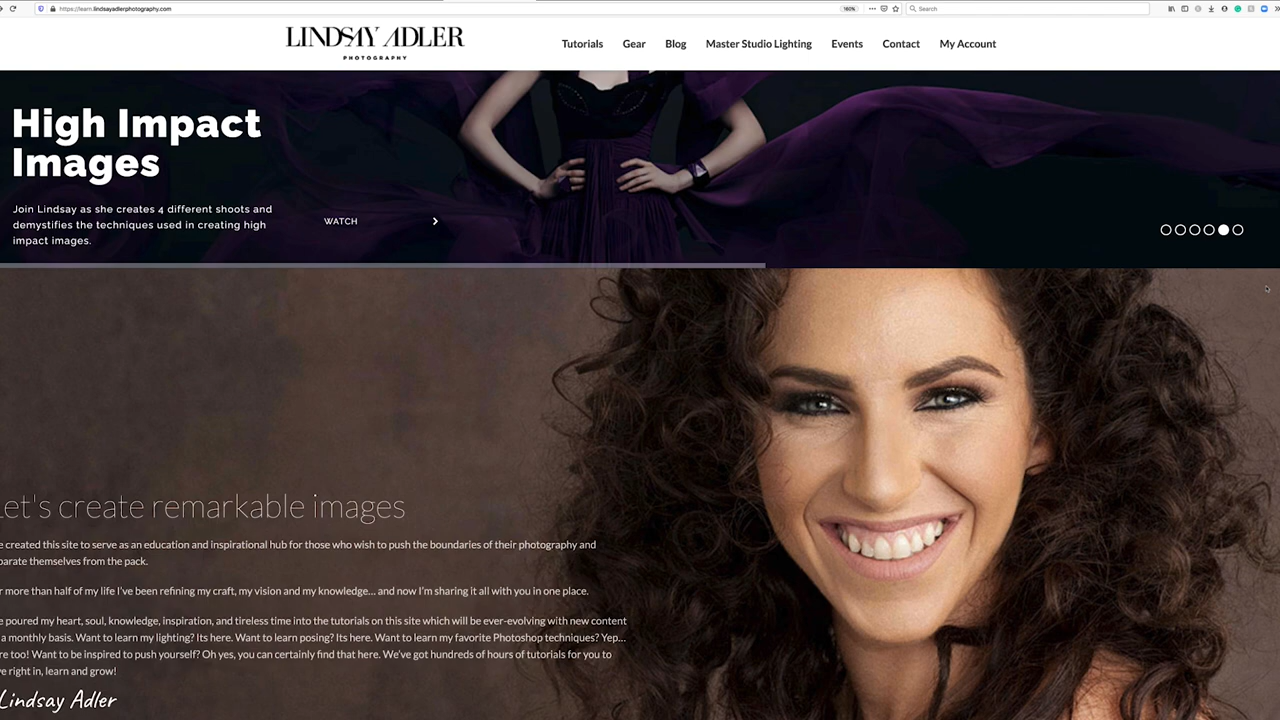 https://learn.lindsayadlerphotography.com
160%
Search
LINDSAY ADLER
PHOTOGRAPHY
Tutorials Gear Blog Master Studio Lighting Events Contact My Account
High Impact
Images
Join Lindsay as she creates 4 different shoots and
demystifies the techniques used in creating high
impact images.
WATCH
Let's create remarkable images
e created this site to serve as an education and inspirational hub for those who wish to push the boundaries of their photography and
parate themselves from the pack.
r more than half of my life I've been refining my craft, my vision and my knowledge... and now I'm sharing it all with you in one place.
e poured my heart, soul, knowledge, inspiration, and tireless time into the tutorials on this site which will be ever-evolving with new content
a monthly basis. Want to learn my lighting? Its here. Want to learn posing? Its here. Want to learn my favorite Photoshop techniques? Yep...
re too! Want to be inspired to push yourself? Oh yes, you can certainly find that here. We've got hundreds of hours of tutorials for you to
ve right in, learn and grow!
Lindsay Adler